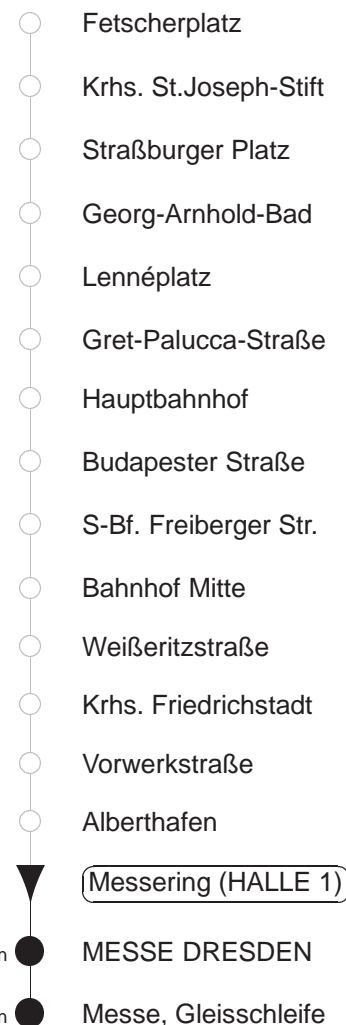 Fetscherplatz
Krhs. St.Joseph-Stift
Straßburger Platz
Georg-Arnhold-Bad
Lennéplatz
Gret-Palucca-Straße
Hauptbahnhof
Budapester Straße
S-Bf. Freiberger Str.
Bahnhof Mitte
Weißeritzstraße
Krhs. Friedrichstadt
Vorwerkstraße
Alberthafen
Messering (HALLE 1)
MESSE DRESDEN
Messe, Gleisschleife